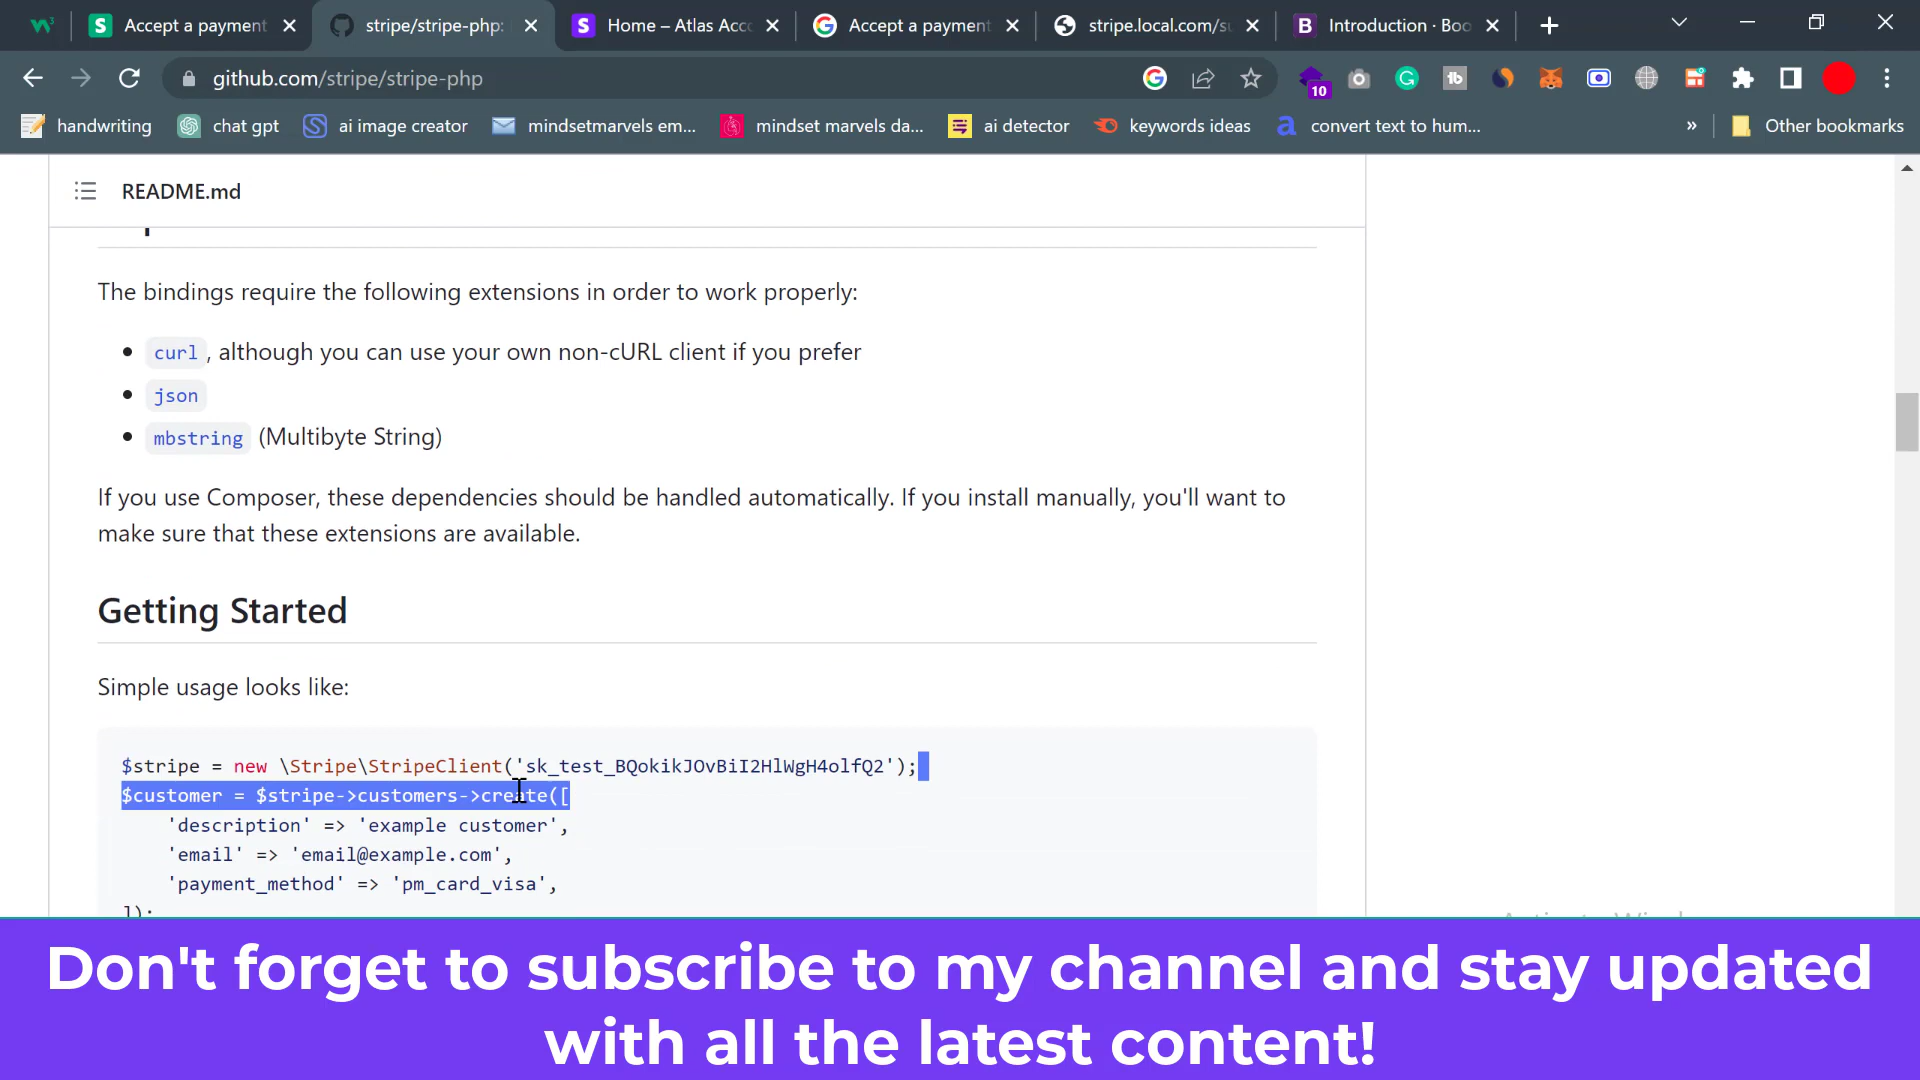 Accept a payment
stripe/stripe-php:
Home – Atlas Acc
Accept a payment
stripe.local.com/s
Introduction · Boo
github.com/stripe/stripe-php
10
handwriting
chat gpt
ai image creator
mindsetmarvels em...
mindset marvels da...
ai detector
keywords ideas
convert text to hum...
»
Other bookmarks
README.md
The bindings require the following extensions in order to work properly:
curl, although you can use your own non-cURL client if you prefer
json
mbstring (Multibyte String)
If you use Composer, these dependencies should be handled automatically. If you install manually, you'll want to
make sure that these extensions are available.
Getting Started
Simple usage looks like:
$stripe = new \Stripe\StripeClient('sk_test_BQokikJOvBiI2HlWgH4olfQ2');
$customer = $stripe->customers->create([
'description' => 'example customer',
'email' => 'email@example.com',
'payment_method' => 'pm_card_visa',
]);
Don't forget to subscribe to my channel and stay updated
with all the latest content!